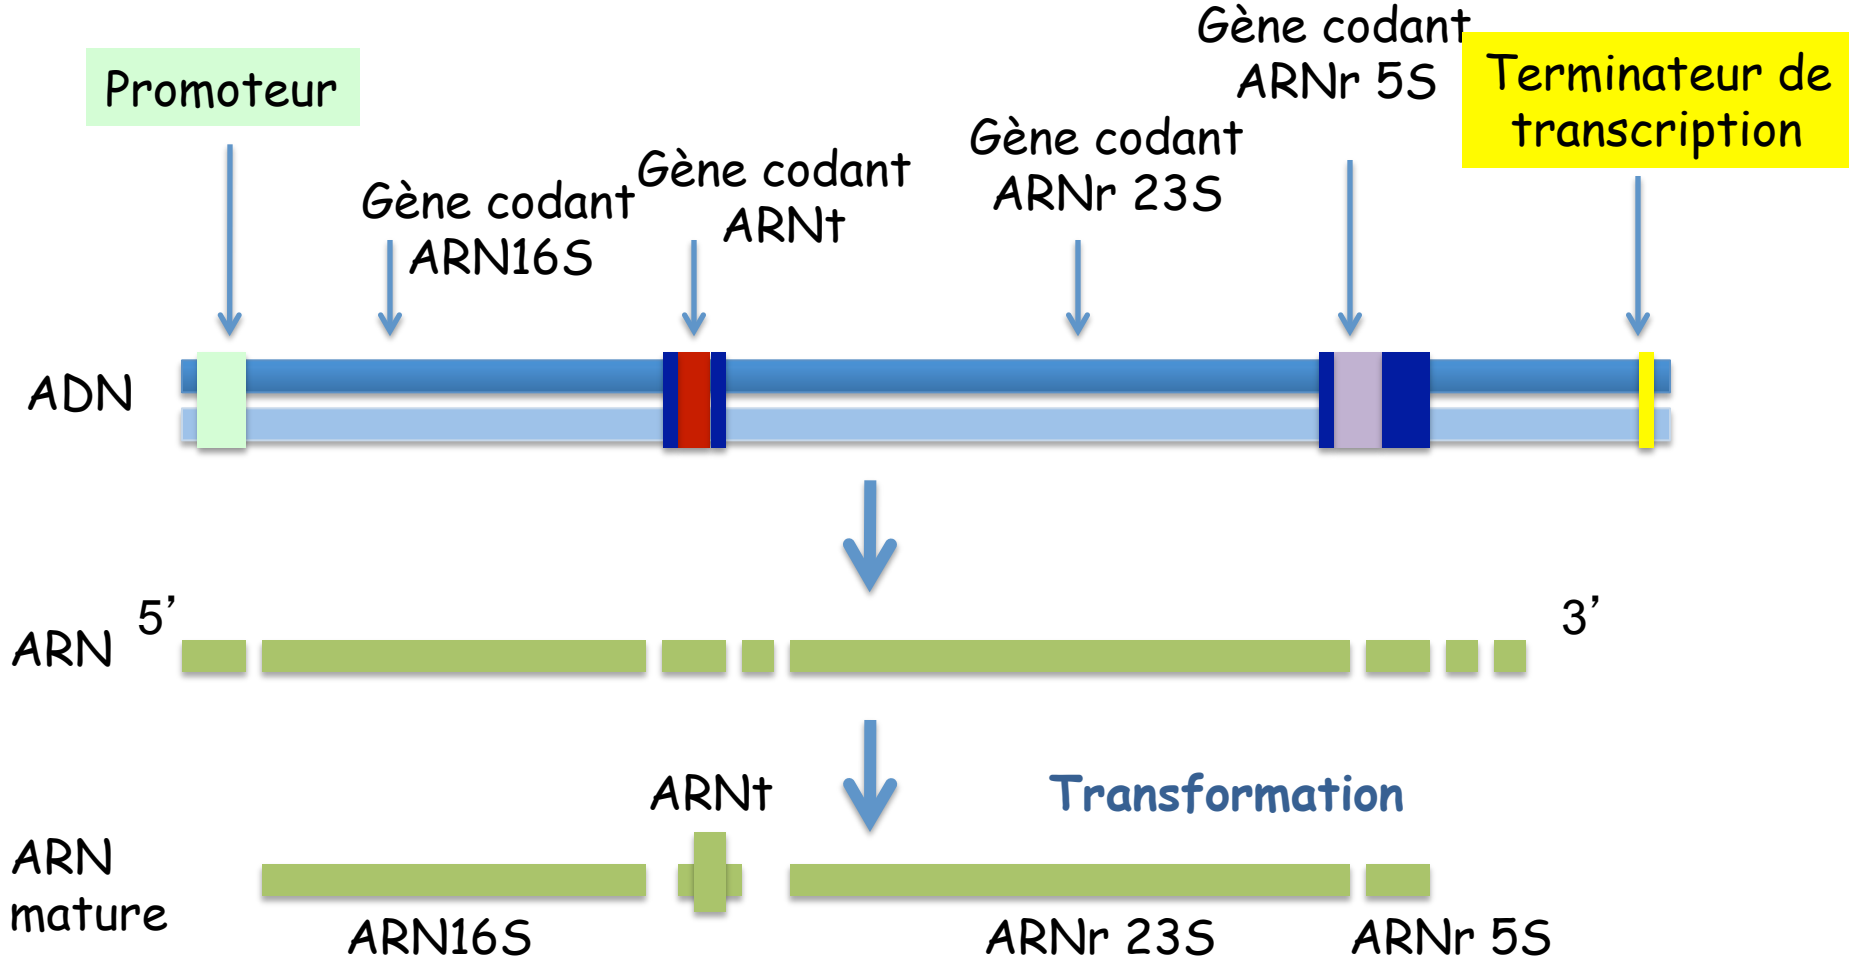 Promoteur
Gène codant
ARN16S
Gène codant
ARNt
Gène codant
ARNr 23S
Gène codant
ARNr 5S
Terminateur de
transcription
ADN
5’
3’
ARN
ARNt
Transformation
ARN
mature
ARN16S
ARNr 23S
ARNr 5S